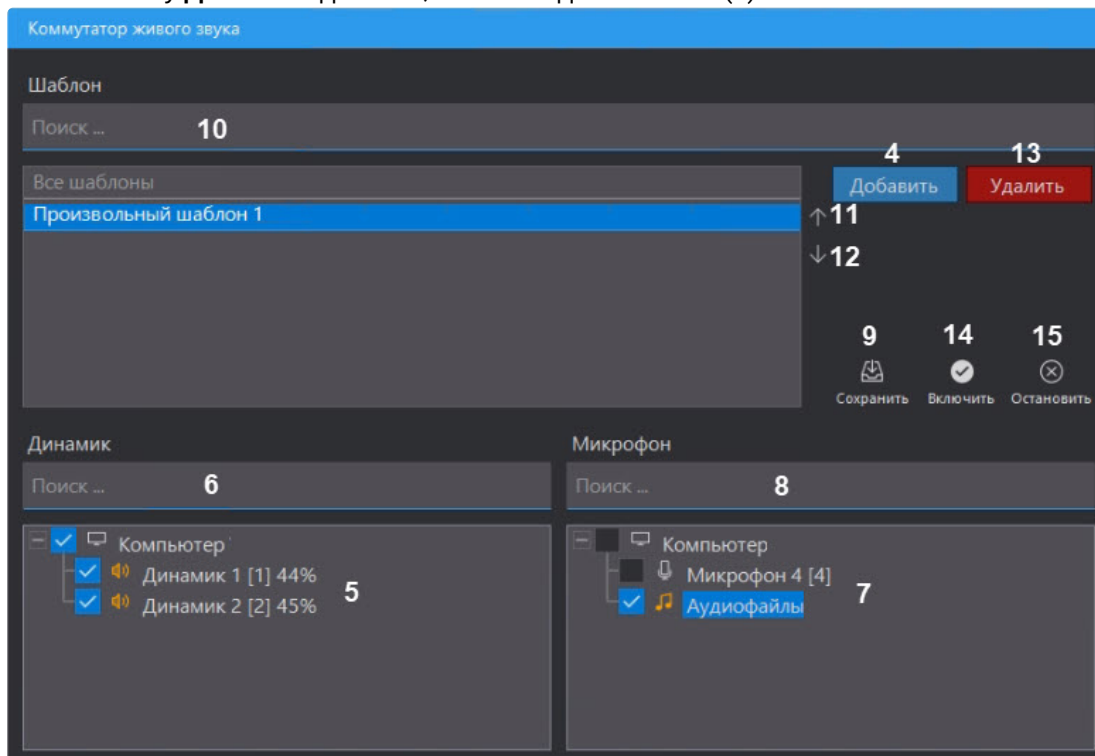 Коммутатор живого звука
Шаблон
Поиск ... 10
4 13
Все шаблоны Добавить Удалить
Произвольный шаблон 1 11
12
9 14 15
Сохранить Включить Остановить
Динамик Микрофон
Поиск ... 6 Поиск ... 8
Компьютер Компьютер
Динамик 1 [1] 44% Микрофон 4 [4]
5 7
Динамик 2 [2] 45% Аудиофайлы